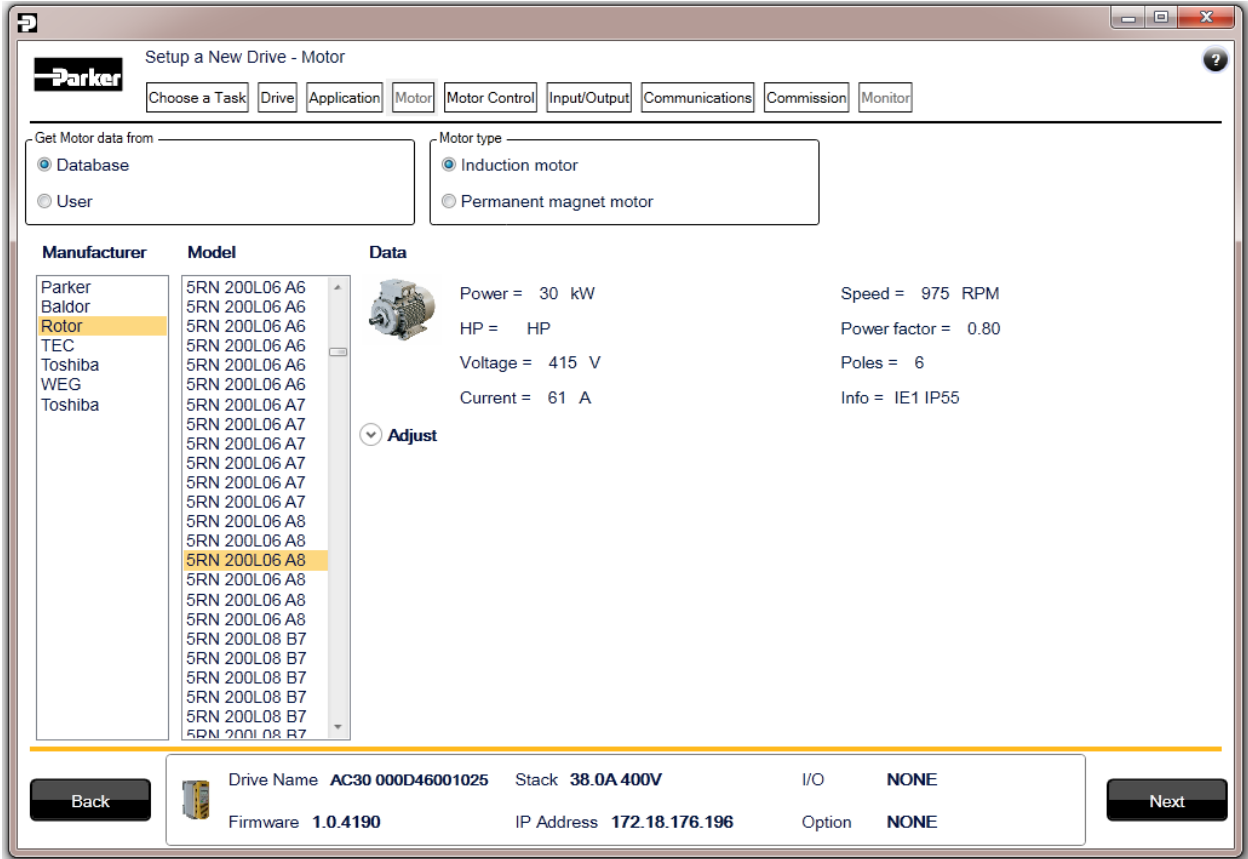 Setup a New Drive - Motor
?
Parker
Choose a Task Drive Application Motor Motor Control Input/Output Communications Commission Monitor
Get Motor data from
Database
User
Motor type
Induction motor
Permanent magnet motor
Manufacturer
Parker
Baldor
Rotor
TEC
Toshiba
WEG
Toshiba
Model
5RN 200L06 A6
5RN 200L06 A6
5RN 200L06 A6
5RN 200L06 A6
5RN 200L06 A6
5RN 200L06 A6
5RN 200L06 A7
5RN 200L06 A7
5RN 200L06 A7
5RN 200L06 A7
5RN 200L06 A7
5RN 200L06 A7
5RN 200L06 A8
5RN 200L06 A8
5RN 200L06 A8
5RN 200L06 A8
5RN 200L06 A8
5RN 200L06 A8
5RN 200L08 B7
5RN 200L08 B7
5RN 200L08 B7
5RN 200L08 B7
5RN 200L08 B7
5RN 200L08 B7
Data
Power = 30 kW
HP = HP
Voltage = 415 V
Current = 61 A
Speed = 975 RPM
Power factor = 0.80
Poles = 6
Info = IE1 IP55
Adjust
Back
Drive Name AC30 000D46001025 Stack 38.0A 400V I/O NONE
Firmware 1.0.4190 IP Address 172.18.176.196 Option NONE
Next